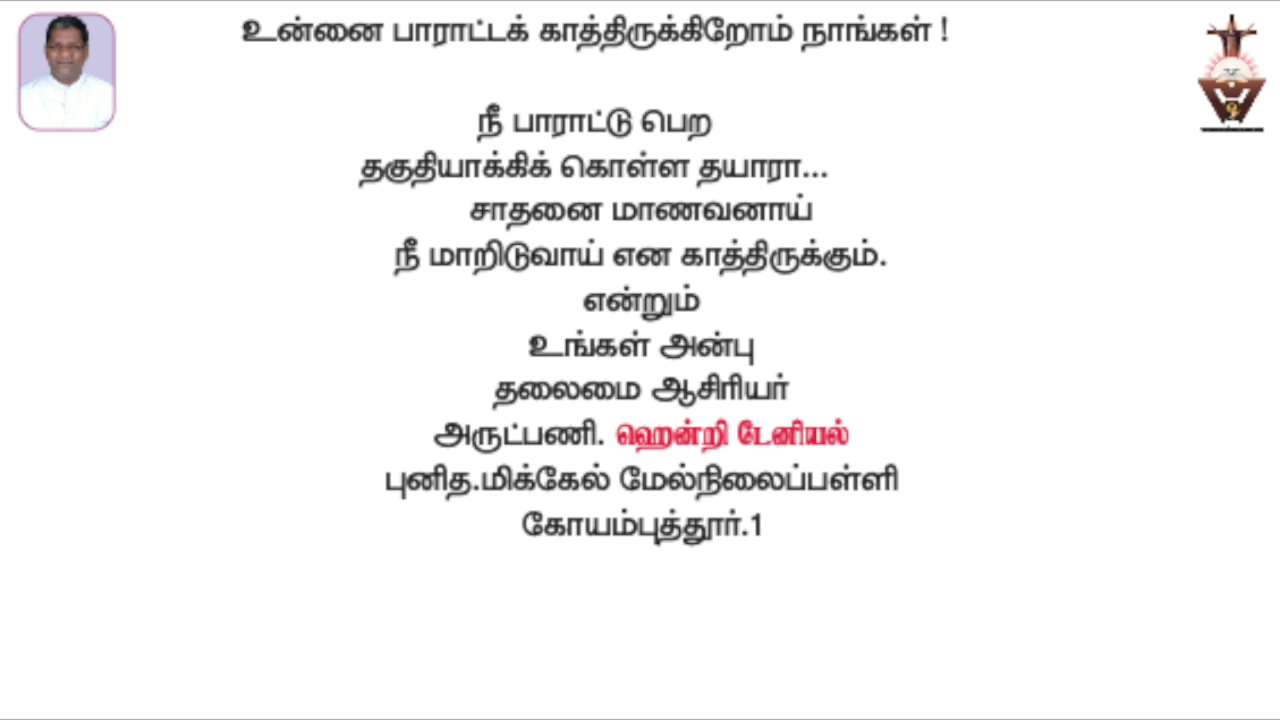 உன்னை பாராட்டக் காத்திருக்கிறோம் நாங்கள் !
நீ பாராட்டு பெற
தகுதியாக்கிக் கொள்ள தயாரா...
சாதனை மாணவனாய்
நீ மாறிடுவாய் என காத்திருக்கும்.
என்றும்
உங்கள் அன்பு
தலைமை ஆசிரியர்
அருட்பணி. ஹென்றி டேனியல்
புனித.மிக்கேல் மேல்நிலைப்பள்ளி
கோயம்புத்தூர்.1